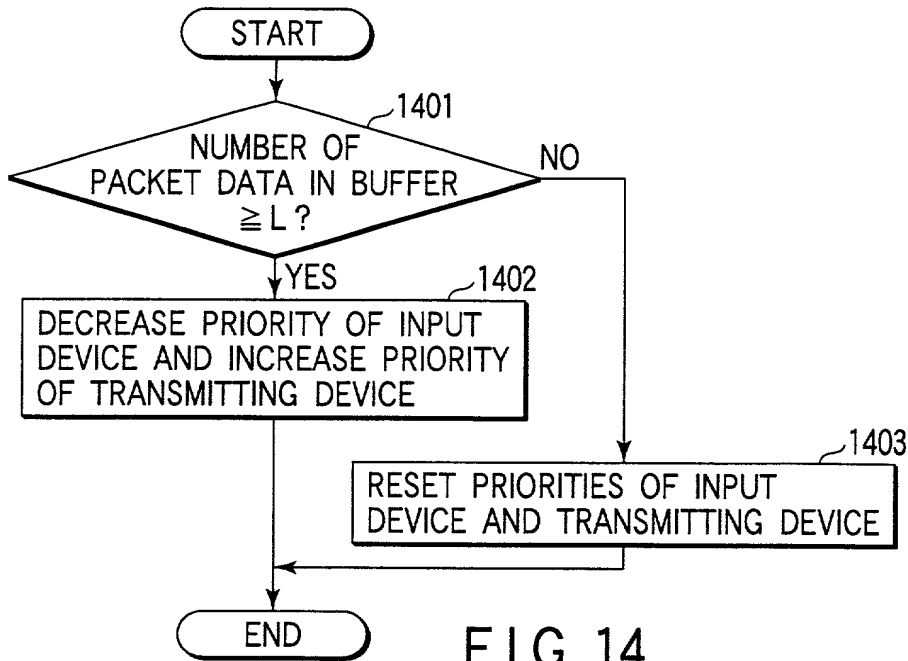 START
1401
NUMBER OF
PACKET DATA IN BUFFER
≧ L ?
NO
YES
1402
DECREASE PRIORITY OF INPUT
DEVICE AND INCREASE PRIORITY
OF TRANSMITTING DEVICE
1403
RESET PRIORITIES OF INPUT
DEVICE AND TRANSMITTING DEVICE
END
FIG. 14